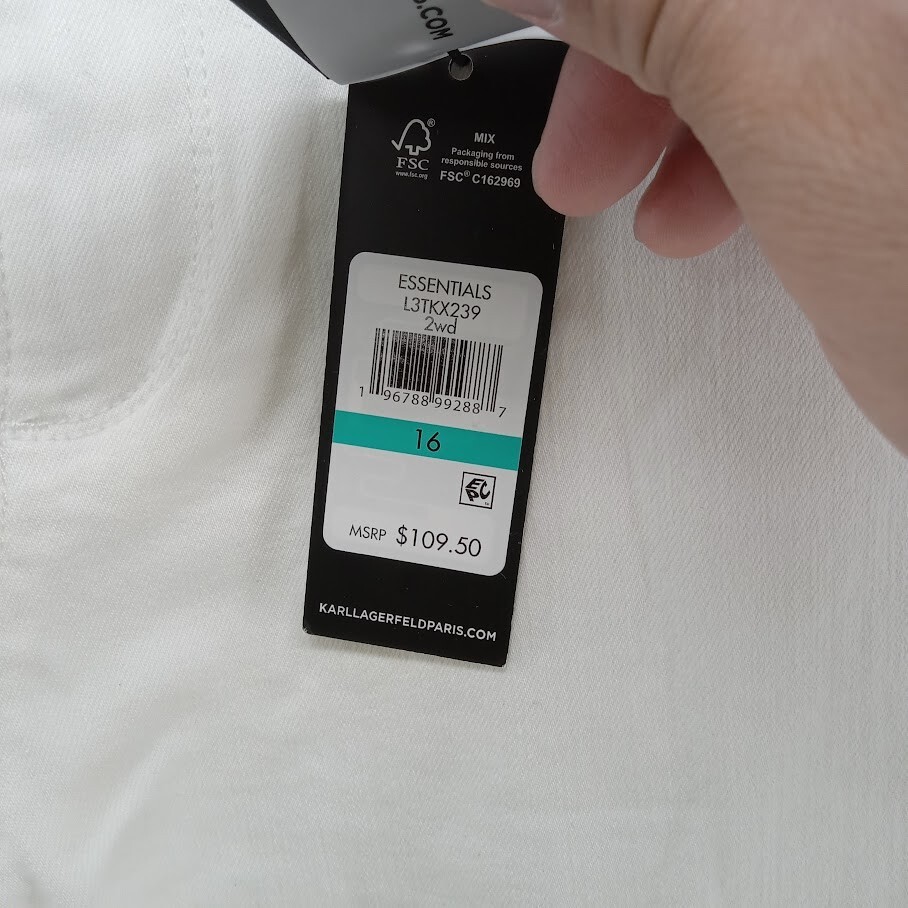 S.COM
FSC®
www.fsc.org
MIX
Packaging from
responsible sources
FSC® C162969
ESSENTIALS
L3TKX239
2wd
1 96788 99288 7
16
EPC
MSRP $109.50
KARLLAGERFELDPARIS.COM